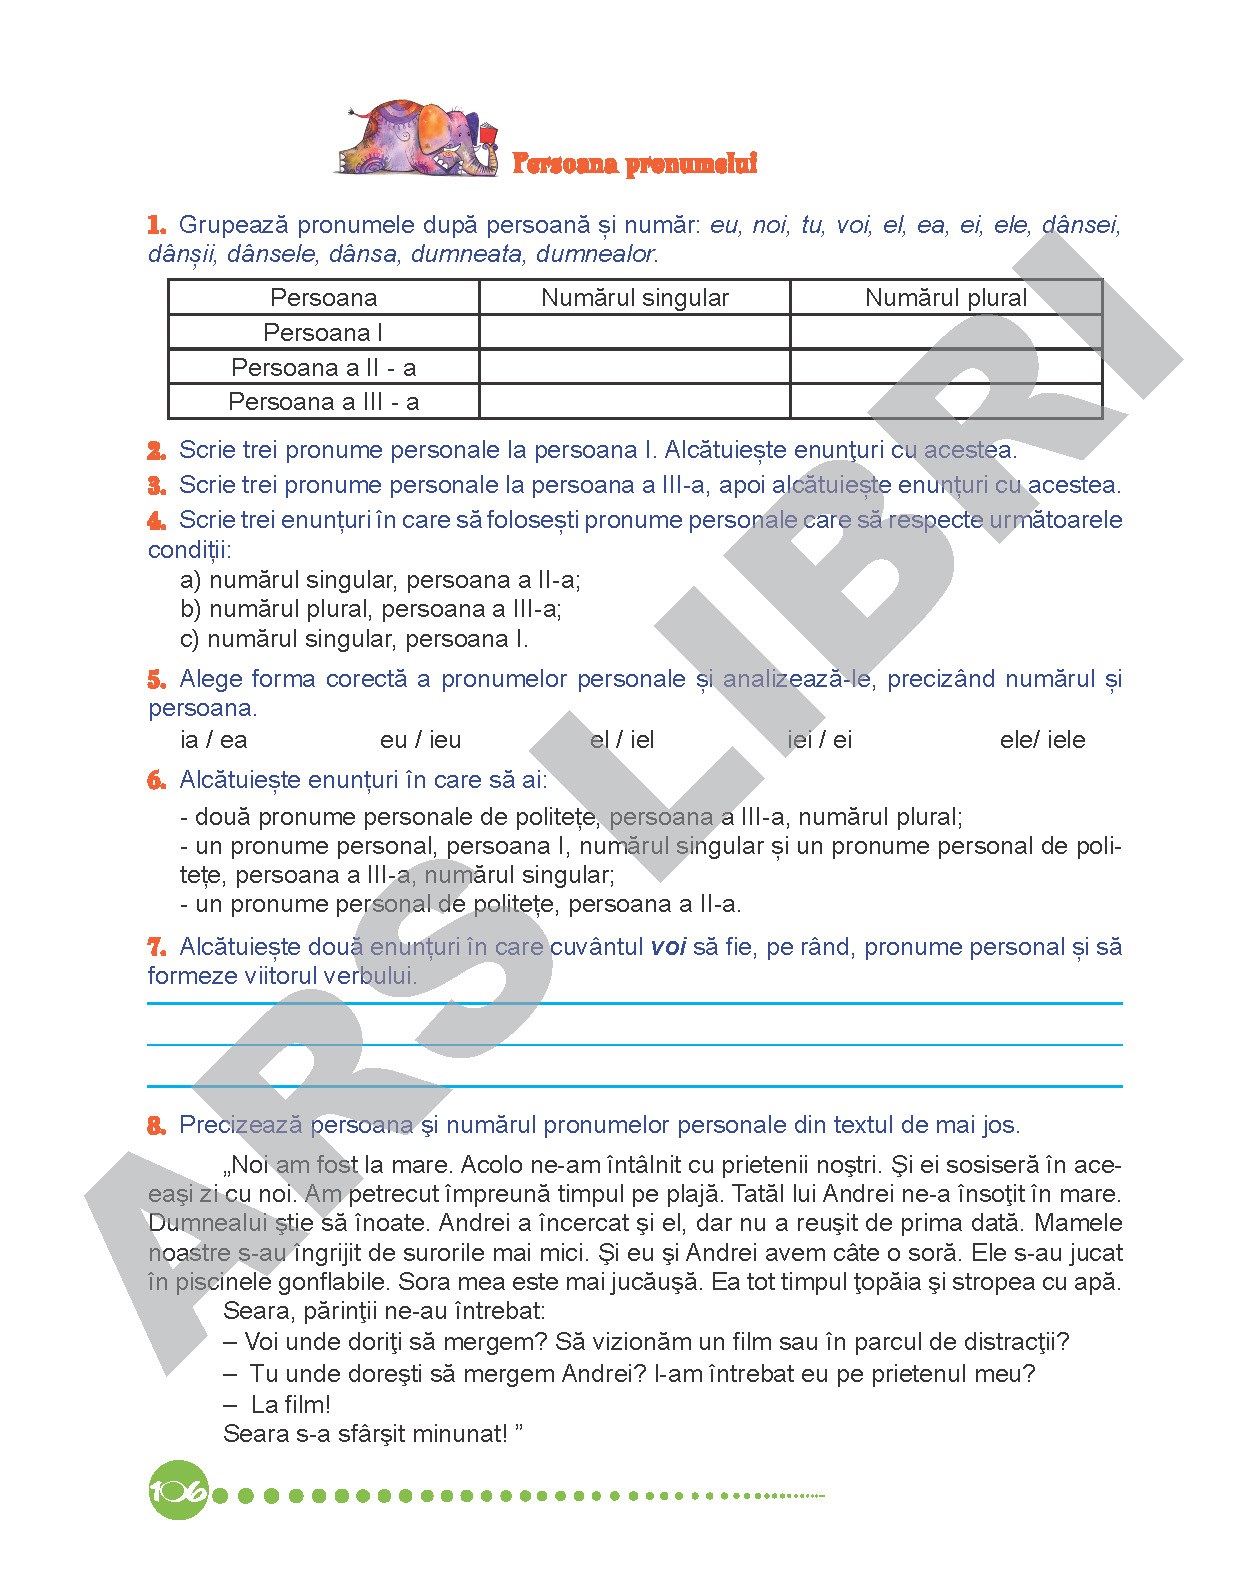 Persoana pronumelui
1. Grupează pronumele după persoană și număr: eu, noi, tu, voi, el, ea, ei, ele, dânsei,
dânșii, dânsele, dânsa, dumneata, dumnealor.
Persoana Numărul singular Numărul plural
Persoana I
Persoana a II - a
Persoana a III - a
2. Scrie trei pronume personale la persoana I. Alcătuiește enunţuri cu acestea.
3. Scrie trei pronume personale la persoana a III-a, apoi alcătuiește enunțuri cu acestea.
4. Scrie trei enunțuri în care să folosești pronume personale care să respecte următoarele
condiții:
a) numărul singular, persoana a II-a;
b) numărul plural, persoana a III-a;
c) numărul singular, persoana I.
5. Alege forma corectă a pronumelor personale și analizează-le, precizând numărul și
persoana.
ia / ea eu / ieu el / iel iei / ei ele/ iele
6. Alcătuiește enunțuri în care să ai:
- două pronume personale de politețe, persoana a III-a, numărul plural;
- un pronume personal, persoana I, numărul singular și un pronume personal de poli-
tețe, persoana a III-a, numărul singular;
- un pronume personal de politețe, persoana a II-a.
7. Alcătuiește două enunțuri în care cuvântul voi să fie, pe rând, pronume personal și să
formeze viitorul verbului.
8. Precizează persoana şi numărul pronumelor personale din textul de mai jos.
„Noi am fost la mare. Acolo ne-am întâlnit cu prietenii noştri. Şi ei sosiseră în ace-
eaşi zi cu noi. Am petrecut împreună timpul pe plajă. Tatăl lui Andrei ne-a însoţit în mare.
Dumnealui ştie să înoate. Andrei a încercat şi el, dar nu a reuşit de prima dată. Mamele
noastre s-au îngrijit de surorile mai mici. Şi eu şi Andrei avem câte o soră. Ele s-au jucat
în piscinele gonflabile. Sora mea este mai jucăuşă. Ea tot timpul ţopăia şi stropea cu apă.
Seara, părinţii ne-au întrebat:
– Voi unde doriţi să mergem? Să vizionăm un film sau în parcul de distracţii?
– Tu unde doreşti să mergem Andrei? I-am întrebat eu pe prietenul meu?
– La film!
Seara s-a sfârşit minunat! ”
106
ARS LIBRI